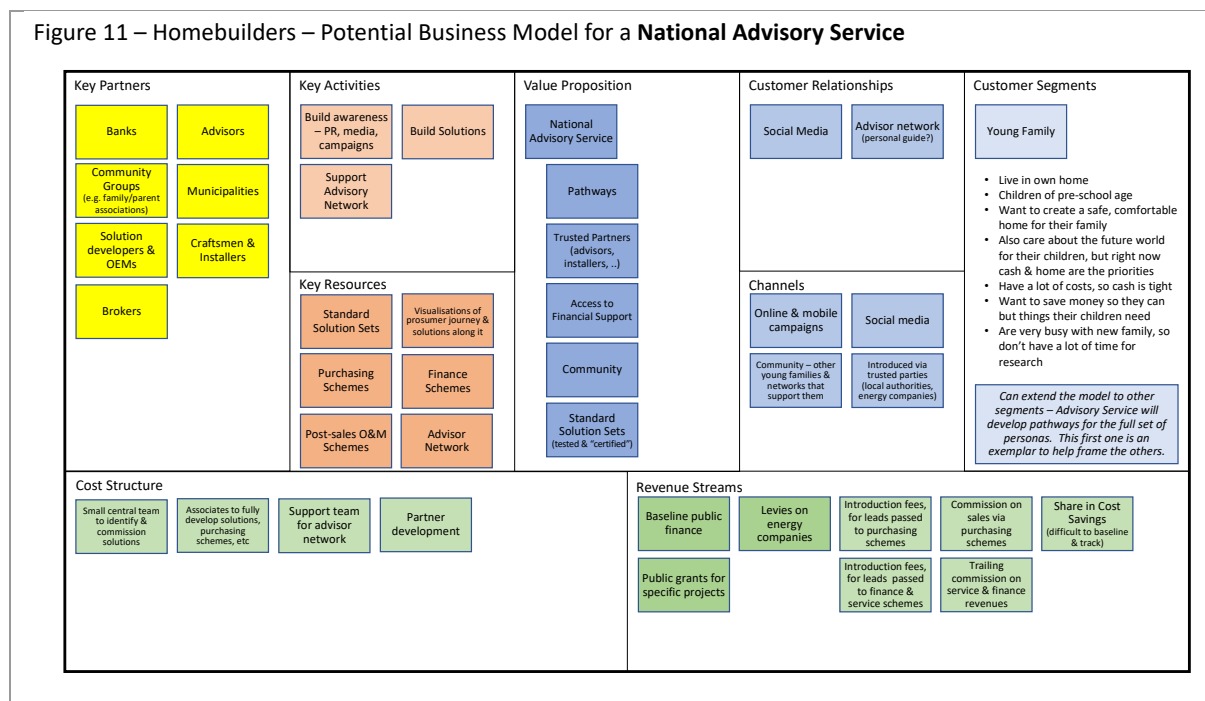 Figure 11 – Homebuilders – Potential Business Model for a National Advisory Service
Key Partners
Banks
Advisors
Community
Groups
(e.g. family/parent
associations)
Municipalities
Solution
developers &
OEMs
Craftsmen &
Installers
Brokers
Key Activities
Build awareness
– PR, media,
campaigns
Build Solutions
Support
Advisory
Network
Key Resources
Standard
Solution Sets
Visualisations of
prosumer journey &
solutions along it
Purchasing
Schemes
Finance
Schemes
Post-sales O&M
Schemes
Advisor
Network
Value Proposition
National
Advisory Service
Pathways
Trusted Partners
(advisors,
installers, ..)
Access to
Financial Support
Community
Standard
Solution Sets
(tested & “certified”)
Customer Relationships
Social Media
Advisor network
(personal guide?)
Channels
Online & mobile
campaigns
Social media
Community – other
young families &
networks that
support them
Introduced via
trusted parties
(local authorities,
energy companies)
Customer Segments
Young Family
• Live in own home
• Children of pre-school age
• Want to create a safe, comfortable
home for their family
• Also care about the future world
for their children, but right now
cash & home are the priorities
• Have a lot of costs, so cash is tight
• Want to save money so they can
but things their children need
• Are very busy with new family, so
don’t have a lot of time for
research
Can extend the model to other
segments – Advisory Service will
develop pathways for the full set of
personas. This first one is an
exemplar to help frame the others.
Cost Structure
Small central team
to identify &
commission
solutions
Associates to fully
develop solutions,
purchasing
schemes, etc
Support team
for advisor
network
Partner
development
Revenue Streams
Baseline public
finance
Levies on
energy
companies
Introduction fees,
for leads passed
to purchasing
schemes
Commission on
sales via
purchasing
schemes
Share in Cost
Savings
(difficult to baseline
& track)
Public grants for
specific projects
Introduction fees,
for leads passed
to finance &
service schemes
Trailing
commission on
service & finance
revenues